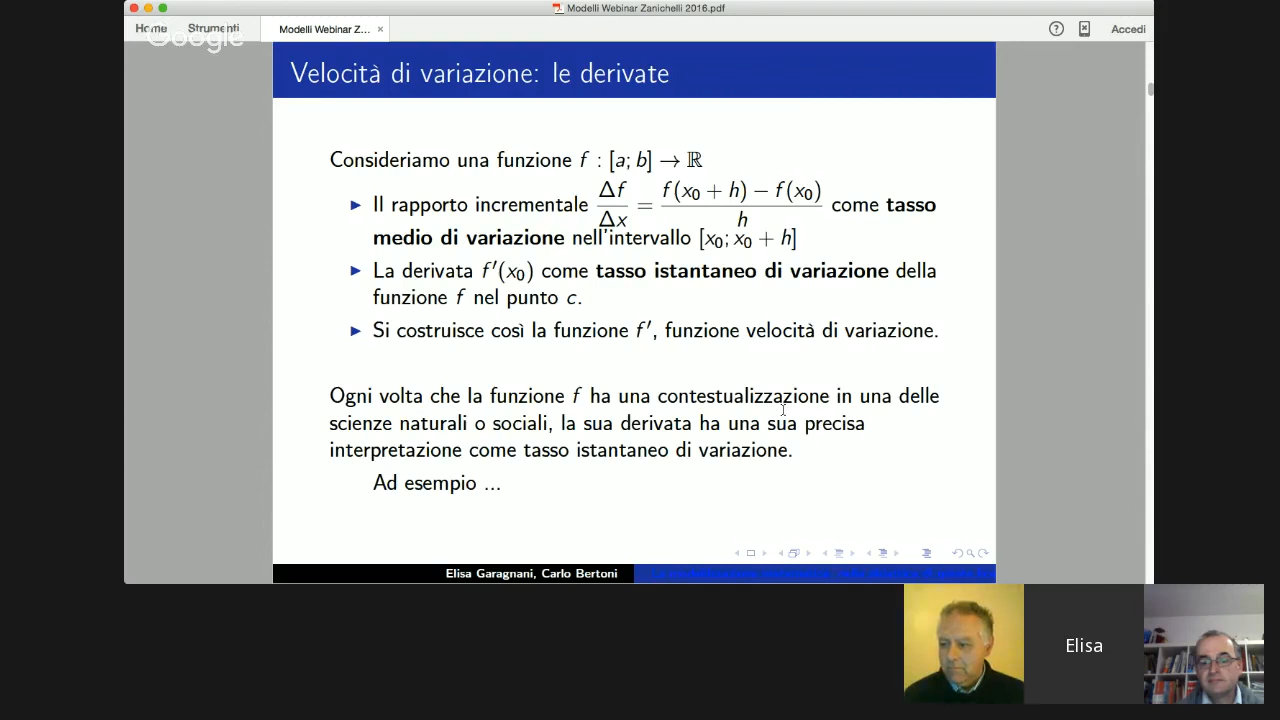 Modelli Webinar Zanichelli 2016.pdf
Home Strumenti Modelli Webinar Z... × Accedi
Google
Velocità di variazione: le derivate
Consideriamo una funzione f : [a; b] → ℝ
Il rapporto incrementale Δf/Δx = f(x₀ + h) − f(x₀)/h come tasso
medio di variazione nell'intervallo [x₀; x₀ + h]
La derivata f′(x₀) come tasso istantaneo di variazione della
funzione f nel punto c.
Si costruisce così la funzione f′, funzione velocità di variazione.
Ogni volta che la funzione f ha una contestualizzazione in una delle
scienze naturali o sociali, la sua derivata ha una sua precisa
interpretazione come tasso istantaneo di variazione.
Ad esempio ...
Elisa Garagnani, Carlo Bertoni
Elisa